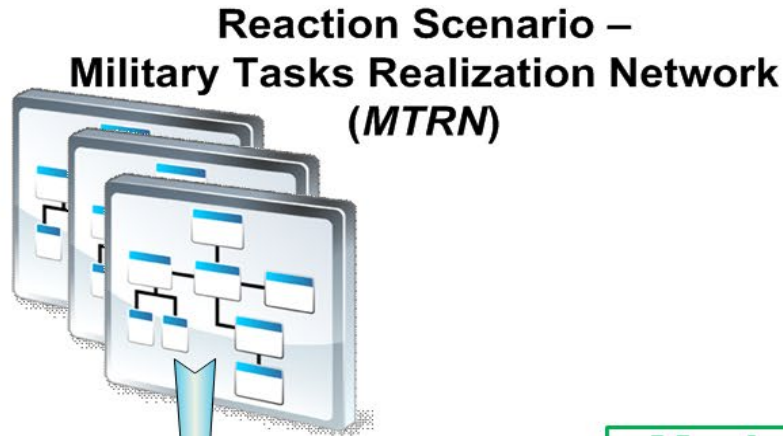 Reaction Scenario –
Military Tasks Realization Network
(MTRN)